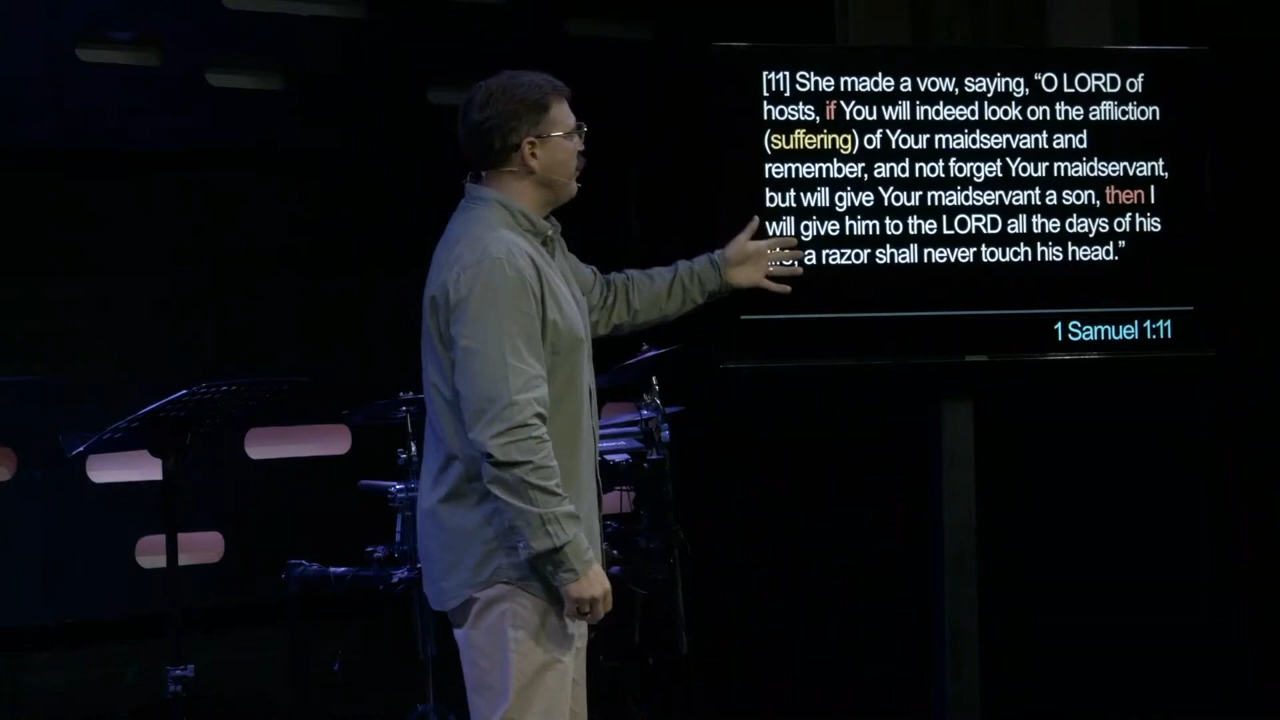 [11] She made a vow, saying, “O LORD of
hosts, if You will indeed look on the affliction
(suffering) of Your maidservant and
remember, and not forget Your maidservant,
but will give Your maidservant a son, then I
will give him to the LORD all the days of his
a razor shall never touch his head.”
1 Samuel 1:11